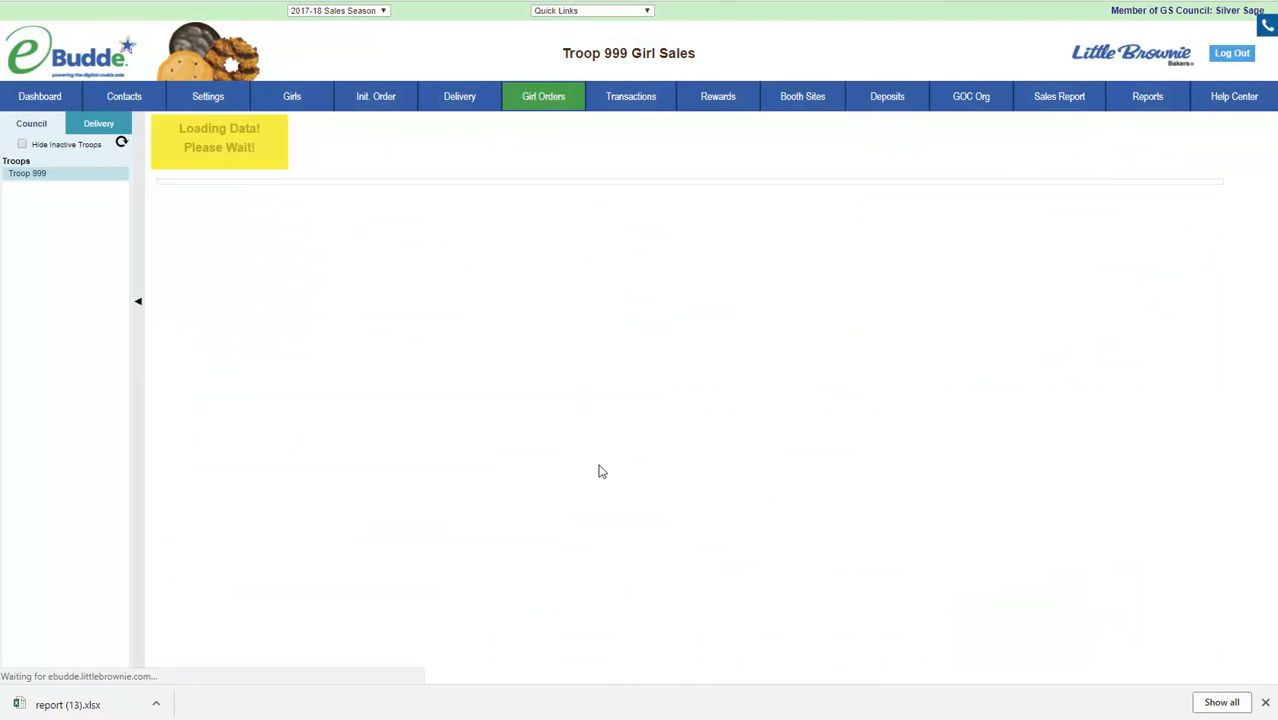 2017-18 Sales Season
Quick Links
Member of GS Council: Silver Sage
eBudde
powering the digital cookie sale
Troop 999 Girl Sales
Little Brownie
Bakers
Log Out
Dashboard
Contacts
Settings
Girls
Init. Order
Delivery
Girl Orders
Transactions
Rewards
Booth Sites
Deposits
GOC Org
Sales Report
Reports
Help Center
Council
Delivery
Hide Inactive Troops
Troops
Troop 999
Loading Data!
Please Wait!
Waiting for ebudde.littlebrownie.com...
report (13).xlsx
Show all